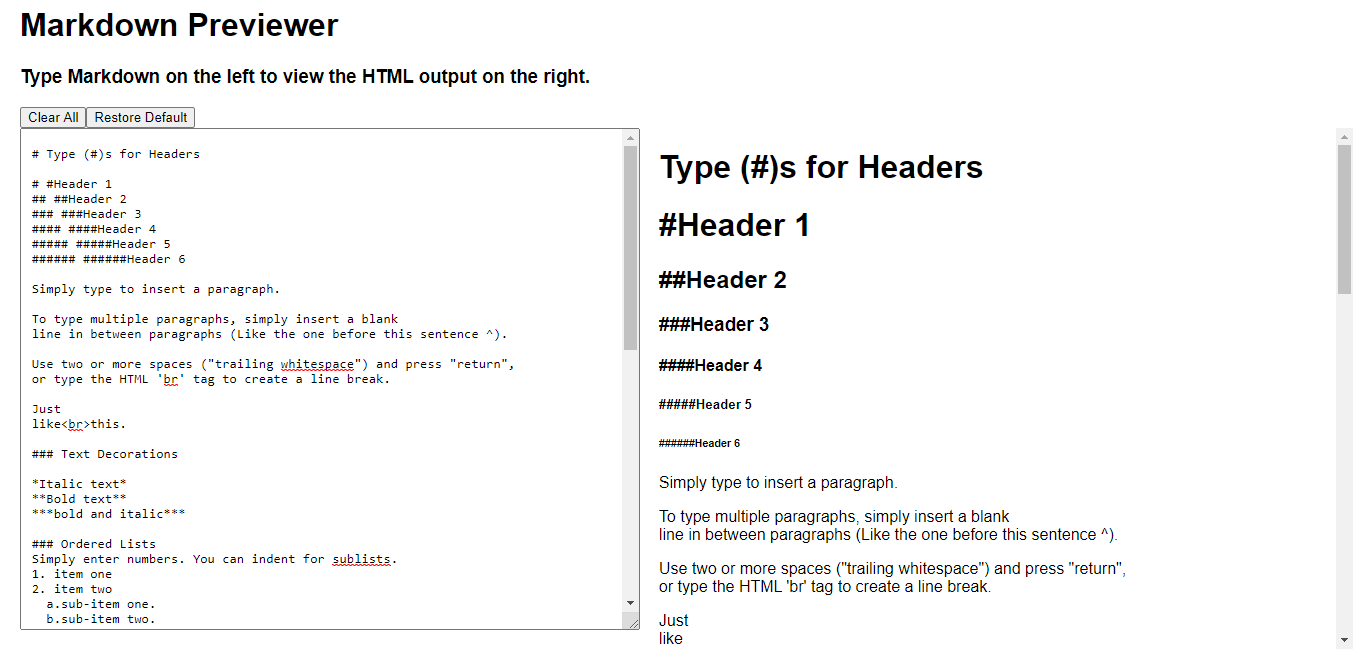 Markdown Previewer
Type Markdown on the left to view the HTML output on the right.
Clear All Restore Default
# Type (#)s for Headers
# #Header 1
## ##Header 2
### ###Header 3
#### ####Header 4
##### #####Header 5
###### ######Header 6
Simply type to insert a paragraph.
To type multiple paragraphs, simply insert a blank
line in between paragraphs (Like the one before this sentence ^).
Use two or more spaces ("trailing whitespace") and press "return",
or type the HTML 'br' tag to create a line break.
Just
like<br>this.
### Text Decorations
*Italic text*
**Bold text**
***bold and italic***
### Ordered Lists
Simply enter numbers. You can indent for sublists.
1. item one
2. item two
a.sub-item one.
b.sub-item two.
Type (#)s for Headers
#Header 1
##Header 2
###Header 3
####Header 4
#####Header 5
######Header 6
Simply type to insert a paragraph.
To type multiple paragraphs, simply insert a blank
line in between paragraphs (Like the one before this sentence ^).
Use two or more spaces ("trailing whitespace") and press "return",
or type the HTML 'br' tag to create a line break.
Just
like